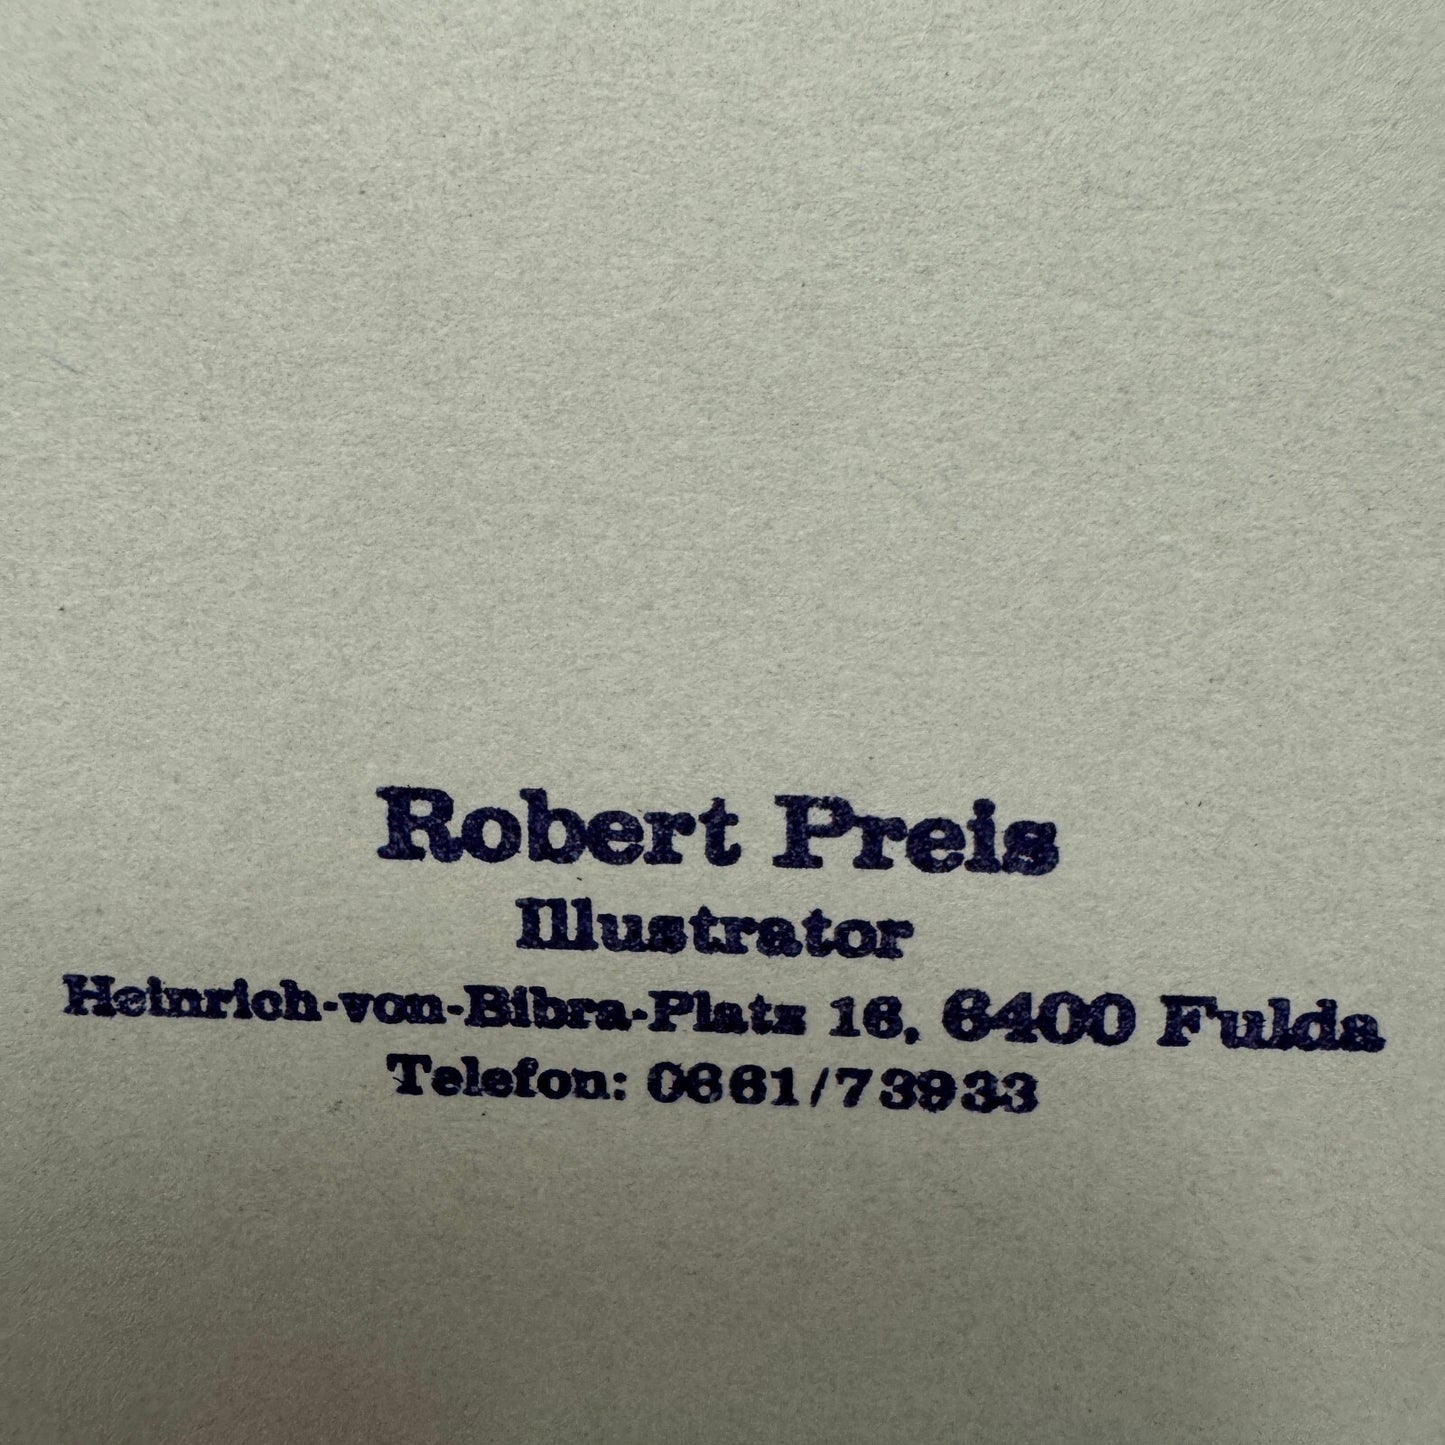 Robert Preis
Illustrator
Heinrich-von-Bibra-Platz 16, 6400 Fulda
Telefon: 0661/73933